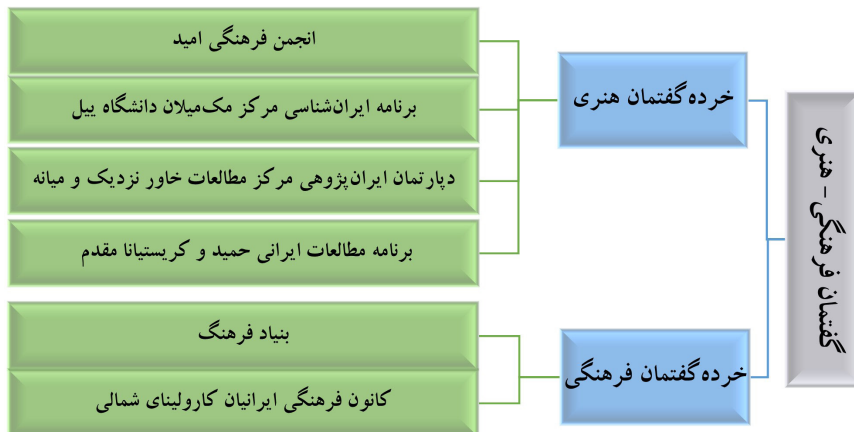 گفتمان فرهنگی - هنری
خرده‌گفتمان هنری
انجمن فرهنگی امید
برنامه ایران‌شناسی مرکز مک‌میلان دانشگاه ییل
دپارتمان ایران‌پژوهی مرکز مطالعات خاور نزدیک و میانه
برنامه مطالعات ایرانی حمید و کریستیانا مقدم
خرده‌گفتمان فرهنگی
بنیاد فرهنگ
کانون فرهنگی ایرانیان کارولینای شمالی